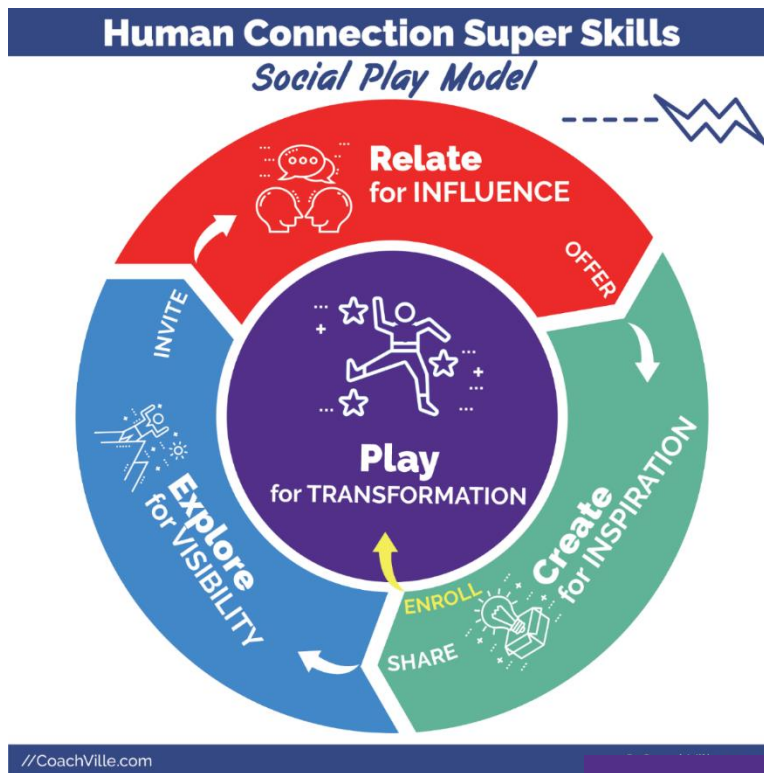 Human Connection Super Skills
Social Play Model
Relate
for INFLUENCE
OFFER
INVITE
Play
for TRANSFORMATION
Explore
for VISIBILITY
Create
for INSPIRATION
ENROLL
SHARE
//CoachVille.com